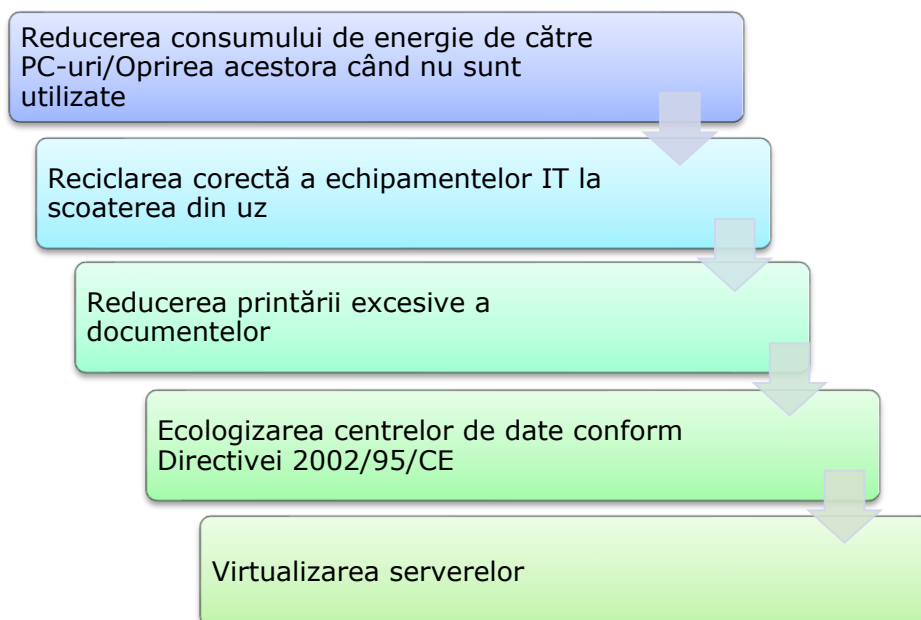 Reducerea consumului de energie de către
PC-uri/Oprirea acestora când nu sunt
utilizate
Reciclarea corectă a echipamentelor IT la
scoaterea din uz
Reducerea printării excesive a
documentelor
Ecologizarea centrelor de date conform
Directivei 2002/95/CE
Virtualizarea serverelor